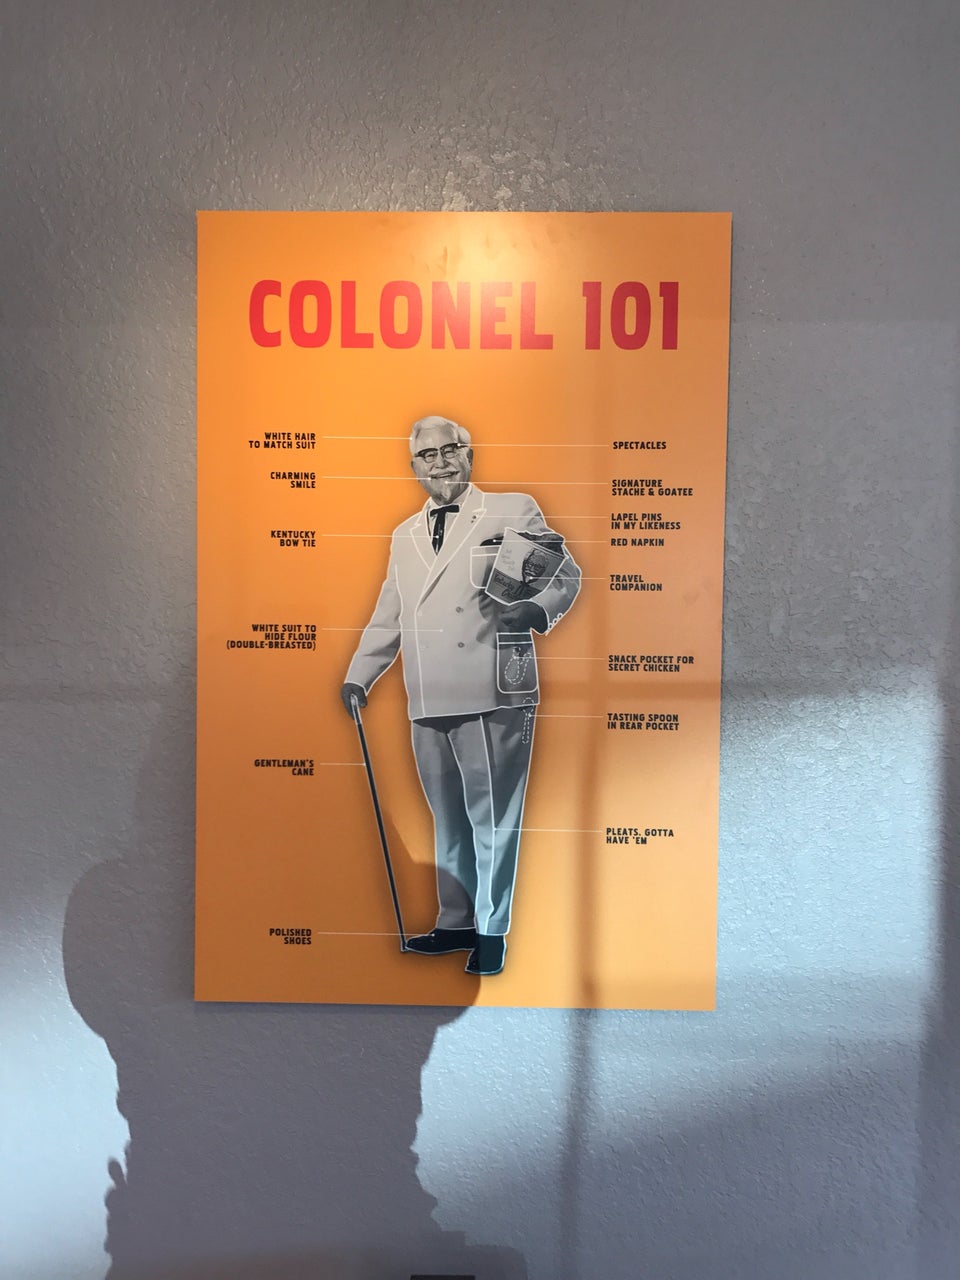 COLONEL 101
WHITE HAIR
TO MATCH SUIT
CHARMING
SMILE
KENTUCKY
BOW TIE
WHITE SUIT TO
HIDE FLOUR
(DOUBLE-BREASTED)
GENTLEMAN'S
CANE
POLISHED
SHOES
SPECTACLES
SIGNATURE
STACHE & GOATEE
LAPEL PINS
IN MY LIKENESS
RED NAPKIN
TRAVEL
COMPANION
SNACK POCKET FOR
SECRET CHICKEN
TASTING SPOON
IN REAR POCKET
PLEATS. GOTTA
HAVE 'EM